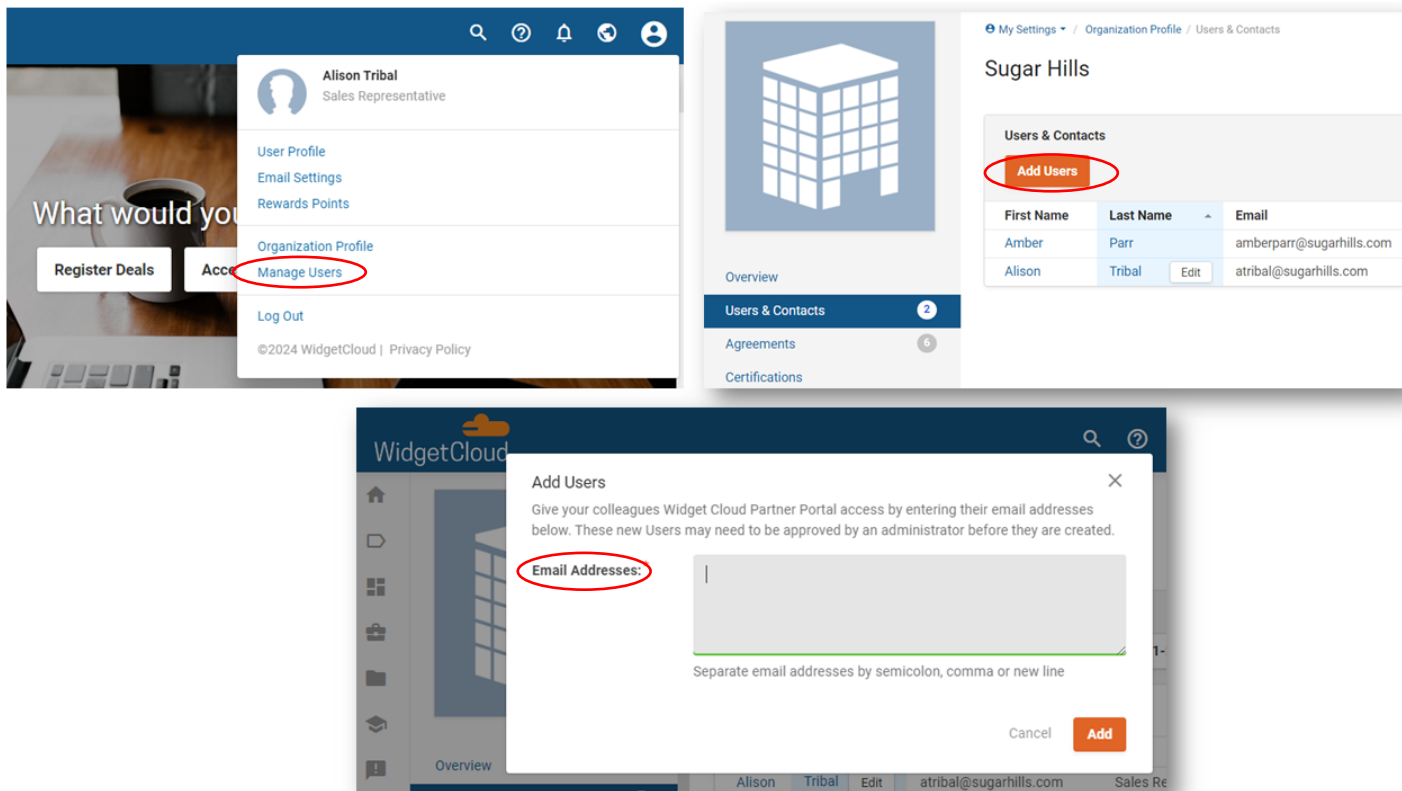 Alison Tribal
Sales Representative
What would you
User Profile
Email Settings
Rewards Points
Register Deals
Organization Profile
Manage Users
Log Out
©2024 WidgetCloud | Privacy Policy
My Settings / Organization Profile / Users & Contacts
Sugar Hills
Users & Contacts
Add Users
First Name Last Name Email
Amber Parr amberparr@sugarhills.com
Alison Tribal Edit atribal@sugarhills.com
Overview
Users & Contacts 2
Agreements 6
Certifications
WidgetCloud
Add Users
Give your colleagues Widget Cloud Partner Portal access by entering their email addresses
below. These new Users may need to be approved by an administrator before they are created.
Email Addresses:*
Separate email addresses by semicolon, comma or new line
Cancel Add
Overview
Alison Tribal Edit atribal@sugarhills.com Sales Re